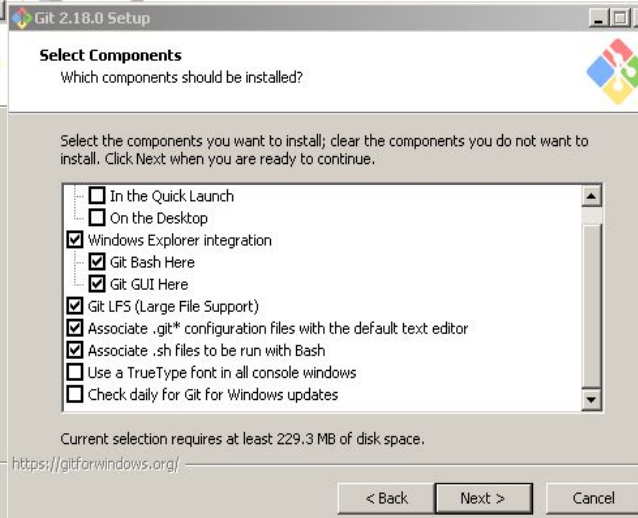 Git 2.18.0 Setup
Select Components
Which components should be installed?
Select the components you want to install; clear the components you do not want to
install. Click Next when you are ready to continue.
In the Quick Launch
On the Desktop
Windows Explorer integration
Git Bash Here
Git GUI Here
Git LFS (Large File Support)
Associate .git* configuration files with the default text editor
Associate .sh files to be run with Bash
Use a TrueType font in all console windows
Check daily for Git for Windows updates
Current selection requires at least 229.3 MB of disk space.
https://gitforwindows.org/
< Back
Next >
Cancel